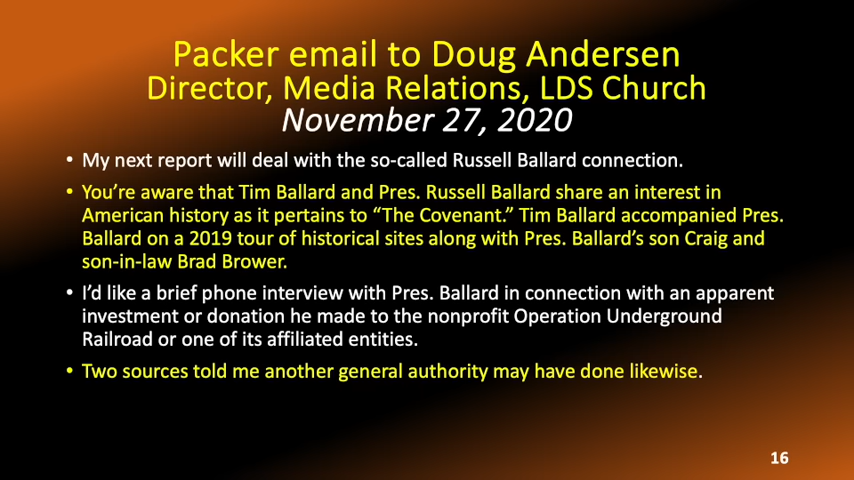 Packer email to Doug Andersen
Director, Media Relations, LDS Church
November 27, 2020
• My next report will deal with the so-called Russell Ballard connection.
• You’re aware that Tim Ballard and Pres. Russell Ballard share an interest in
American history as it pertains to “The Covenant.” Tim Ballard accompanied Pres.
Ballard on a 2019 tour of historical sites along with Pres. Ballard’s son Craig and
son-in-law Brad Brower.
• I’d like a brief phone interview with Pres. Ballard in connection with an apparent
investment or donation he made to the nonprofit Operation Underground
Railroad or one of its affiliated entities.
• Two sources told me another general authority may have done likewise.
16